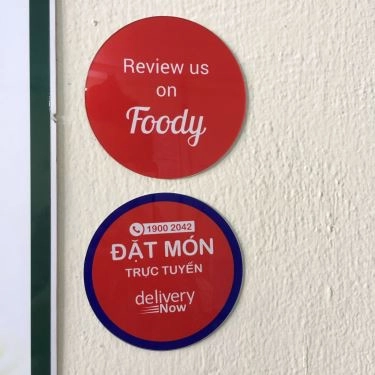 Review us
on
Foody
1900 2042
ĐẶT MÓN
TRỰC TUYẾN
delivery
Now